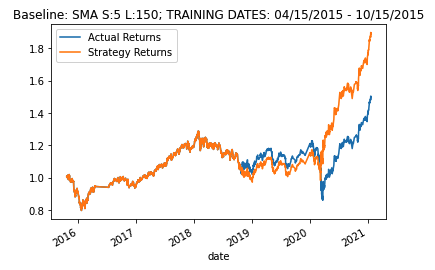 Baseline: SMA S:5 L:150; TRAINING DATES: 04/15/2015 - 10/15/2015
Actual Returns
Strategy Returns
1.8
1.6
1.4
1.2
1.0
0.8
2016 2017 2018 2019 2020 2021
date